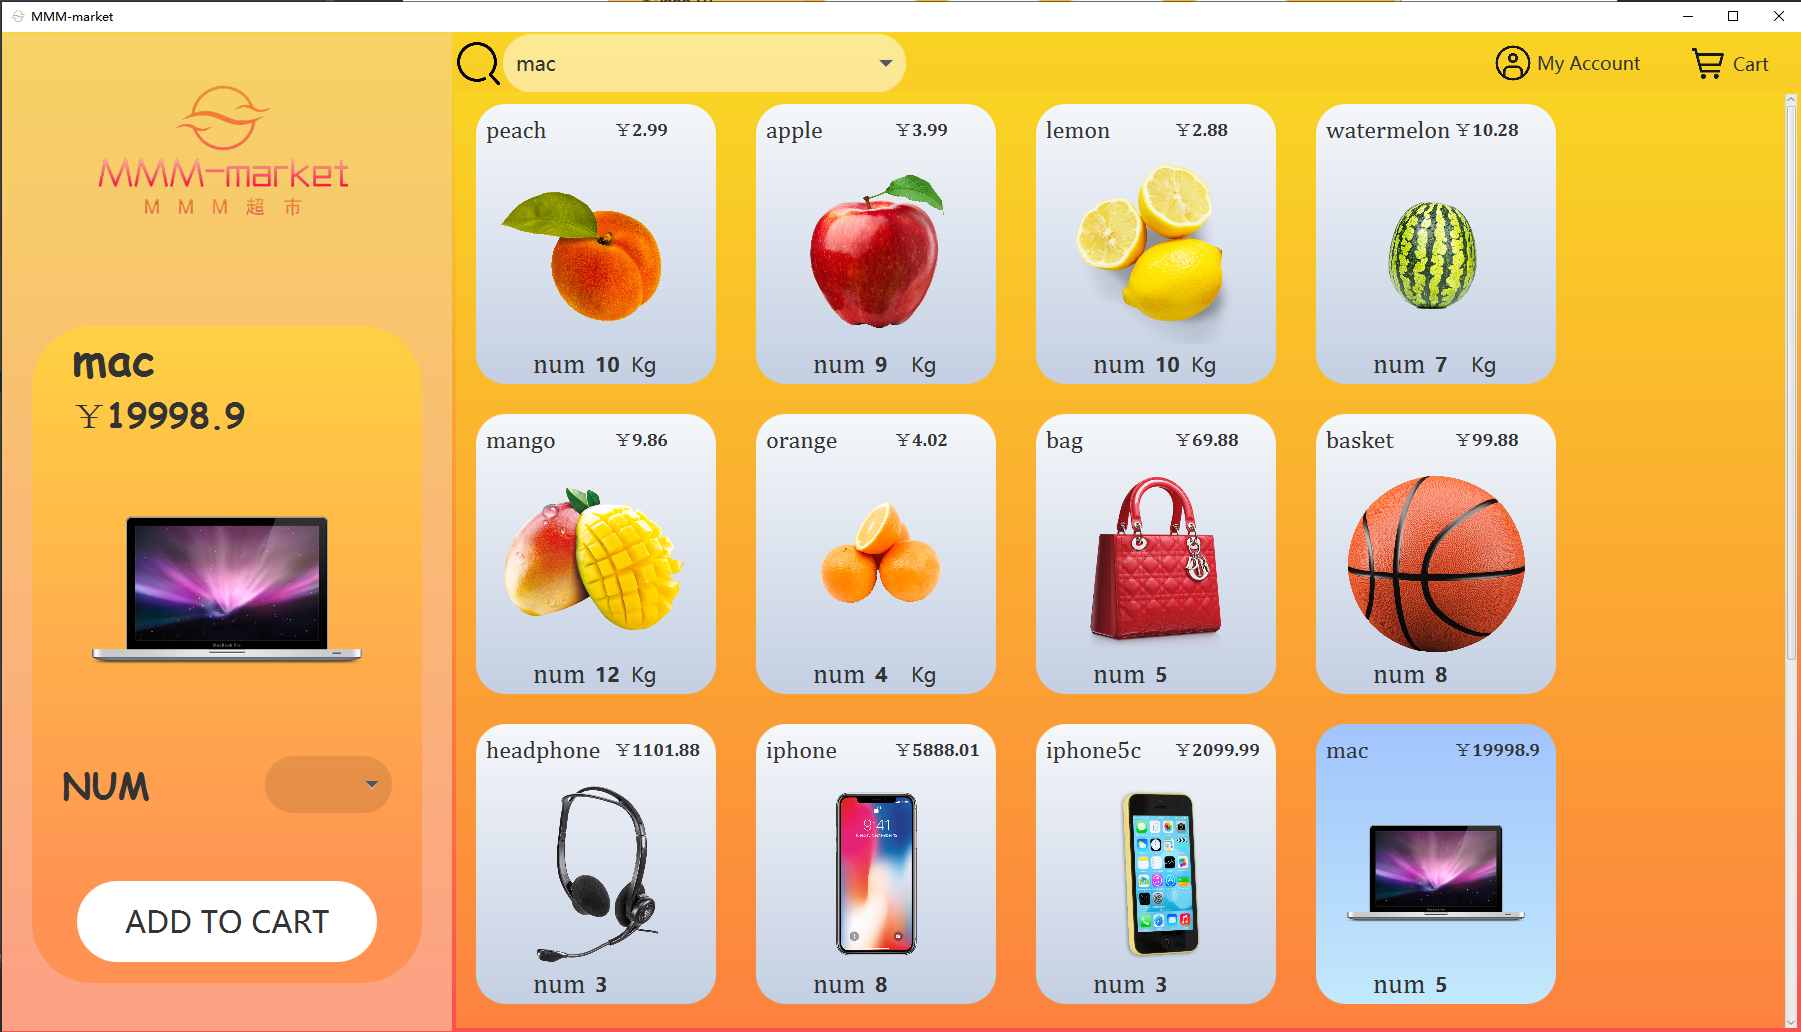 MMM-market
mac
My Account
Cart
MMM-market
MMM超市
mac
￥19998.9
NUM
ADD TO CART
peach ￥2.99
num 10 Kg
apple ￥3.99
num 9 Kg
lemon ￥2.88
num 10 Kg
watermelon ￥10.28
num 7 Kg
mango ￥9.86
num 12 Kg
orange ￥4.02
num 4 Kg
bag ￥69.88
num 5
basket ￥99.88
num 8
headphone ￥1101.88
num 3
iphone ￥5888.01
9:41
num 8
iphone5c ￥2099.99
num 3
mac ￥19998.9
num 5